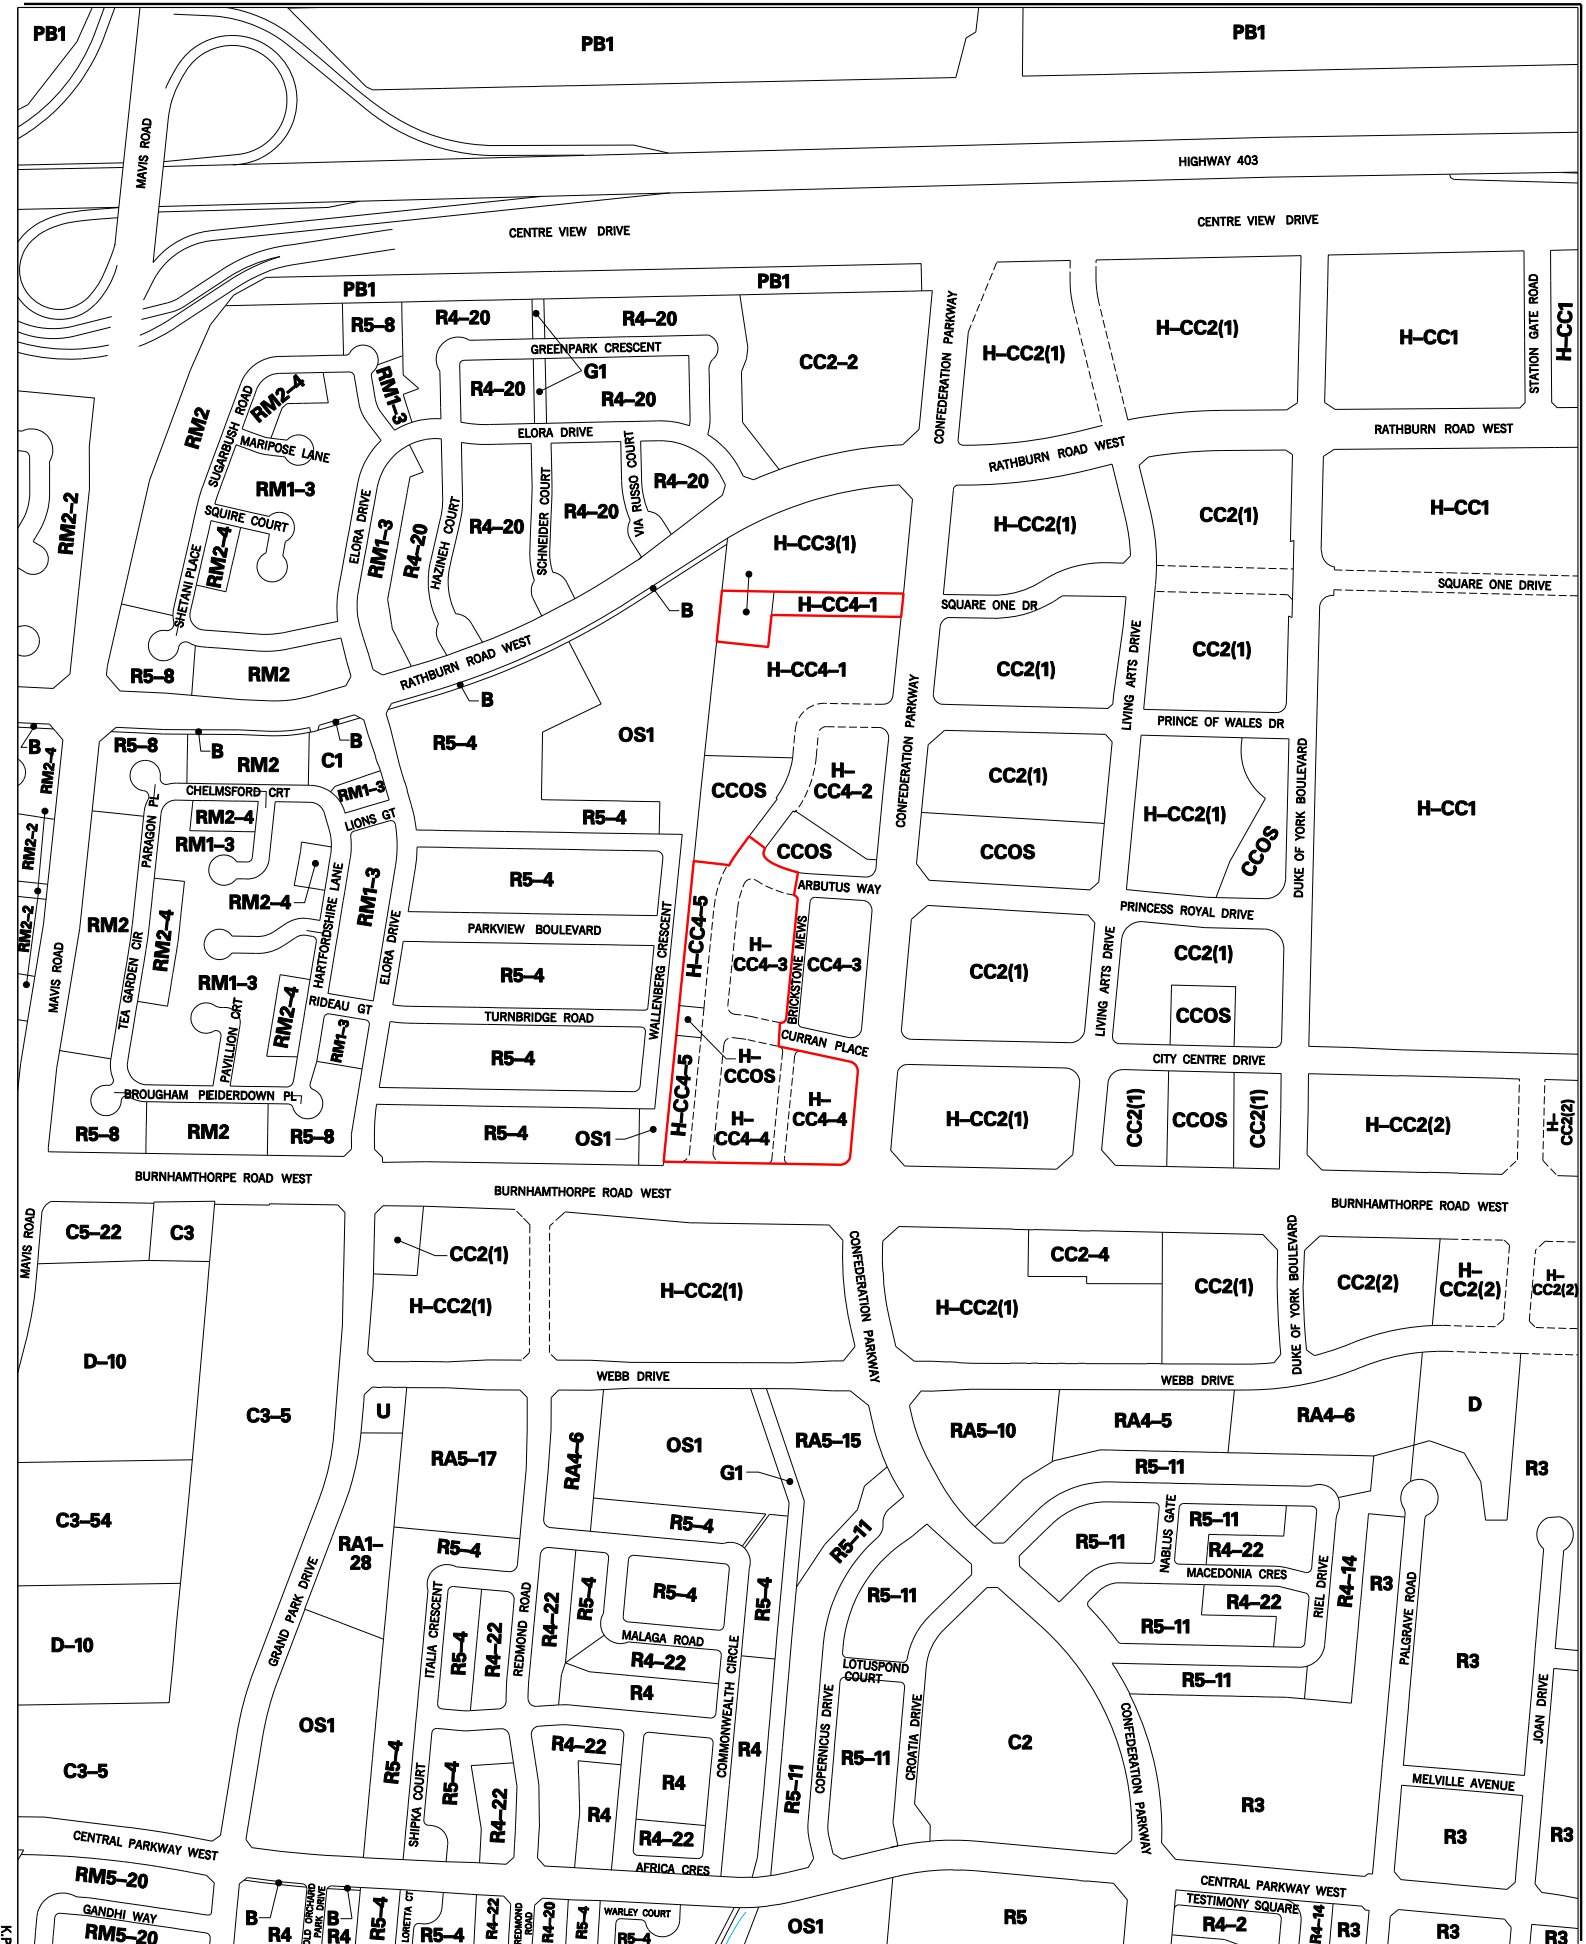 PB1
PB1
PB1
MAVIS ROAD
HIGHWAY 403
CENTRE VIEW DRIVE
CENTRE VIEW DRIVE
PB1
PB1
R5–8
R4–20
R4–20
GREENPARK CRESCENT
G1
R4–20
R4–20
CC2–2
CONFEDERATION PARKWAY
H–CC2(1)
H–CC2(1)
H–CC1
STATION GATE ROAD
H–CC1
RM2
SUGARBUSH ROAD
RM2–4
RM1–3
MARIPOSE LANE
ELORA DRIVE
RATHBURN ROAD WEST
RATHBURN ROAD WEST
RM2–2
RM1–3
SQUIRE COURT
RM2–4
SHETANI PLACE
ELORA DRIVE
RM1–3
R4–20
HAZINEH COURT
R4–20
SCHNEIDER COURT
R4–20
VIA RUSSO COURT
R4–20
H–CC3(1)
H–CC2(1)
CC2(1)
H–CC1
SQUARE ONE DRIVE
B
H–CC4–1
SQUARE ONE DR
R5–8
RM2
RATHBURN ROAD WEST
B
H–CC4–1
CC2(1)
LIVING ARTS DRIVE
CC2(1)
PRINCE OF WALES DR
B
RM2–4
R5–8
B
RM2
C1
B
R5–4
OS1
CONFEDERATION PARKWAY
DUKE OF YORK BOULEVARD
CHELMSFORD CRT
RM1–3
CCOS
H–
CC4–2
CC2(1)
H–CC2(1)
CCOS
H–CC1
RM2–2
PARAGON PL
RM2–4
RM1–3
LIONS GT
R5–4
CCOS
CCOS
ARBUTUS WAY
RM2–4
RM1–3
R5–4
RM2–2
RM2
RM2–4
HARTFORDSHIRE LANE
PARKVIEW BOULEVARD
PRINCESS ROYAL DRIVE
MAVIS ROAD
TEA GARDEN CIR
RM1–3
ELORA DRIVE
R5–4
WALLENBERG CRESCENT
H–CC4–5
H–
CC4–3
BRICKSTONE MEWS
CC4–3
CC2(1)
LIVING ARTS DRIVE
CC2(1)
CCOS
PAVILLION CRT
RM2–4
RIDEAU GT
RM1–3
TURNBRIDGE ROAD
CURRAN PLACE
CITY CENTRE DRIVE
R5–4
H–CC4–5
H–
CCOS
H–
CC4–4
H–
CC4–4
H–CC2(1)
CC2(1)
CCOS
CC2(1)
H–CC2(2)
H–
CC2(2)
BROUGHAM PL
EIDERDOWN PL
R5–8
RM2
R5–8
R5–4
OS1
BURNHAMTHORPE ROAD WEST
BURNHAMTHORPE ROAD WEST
BURNHAMTHORPE ROAD WEST
MAVIS ROAD
C5–22
C3
CC2(1)
H–CC2(1)
H–CC2(1)
CONFEDERATION PARKWAY
CC2–4
H–CC2(1)
CC2(1)
DUKE OF YORK BOULEVARD
CC2(2)
H–
CC2(2)
H–
CC2(2)
D–10
C3–5
WEBB DRIVE
WEBB DRIVE
U
RA5–17
RA4–6
OS1
G1
RA5–15
RA5–10
RA4–5
RA4–6
D
R3
C3–54
RA1–
28
R5–4
R5–4
R5–11
R5–11
R5–11
NABLUS GATE
R5–11
R4–22
MACEDONIA CRES
GRAND PARK DRIVE
D–10
ITALIA CRESCENT
R5–4
R4–22
REDMOND ROAD
R4–22
R5–4
R5–4
MALAGA ROAD
R4–22
R4
COMMONWEALTH CIRCLE
R5–4
R5–11
LOTUSPOND
COURT
R4–22
R5–11
R5–11
RIEL DRIVE
R4–14
R3
PALGRAVE ROAD
R3
JOAN DRIVE
OS1
C3–5
R5–4
SHIPKA COURT
R5–4
R4–22
R4–22
R4
R4
R4–22
R4
R5–11
COPERNICUS DRIVE
R5–11
CROATIA DRIVE
C2
CONFEDERATION PARKWAY
R3
MELVILLE AVENUE
R3
R3
CENTRAL PARKWAY WEST
AFRICA CRES
CENTRAL PARKWAY WEST
RM5–20
GANDHI WAY
RM5–20
B
R4
OLD ORCHARD
PARK DRIVE
B
R4
R5–4
LORETTA CT
R5–4
R4–22
REDMOND
ROAD
R4–20
R5–4
WARLEY COURT
R5–4
OS1
R5
TESTIMONY SQUARE
R4–2
R4–14
R3
R3
R3